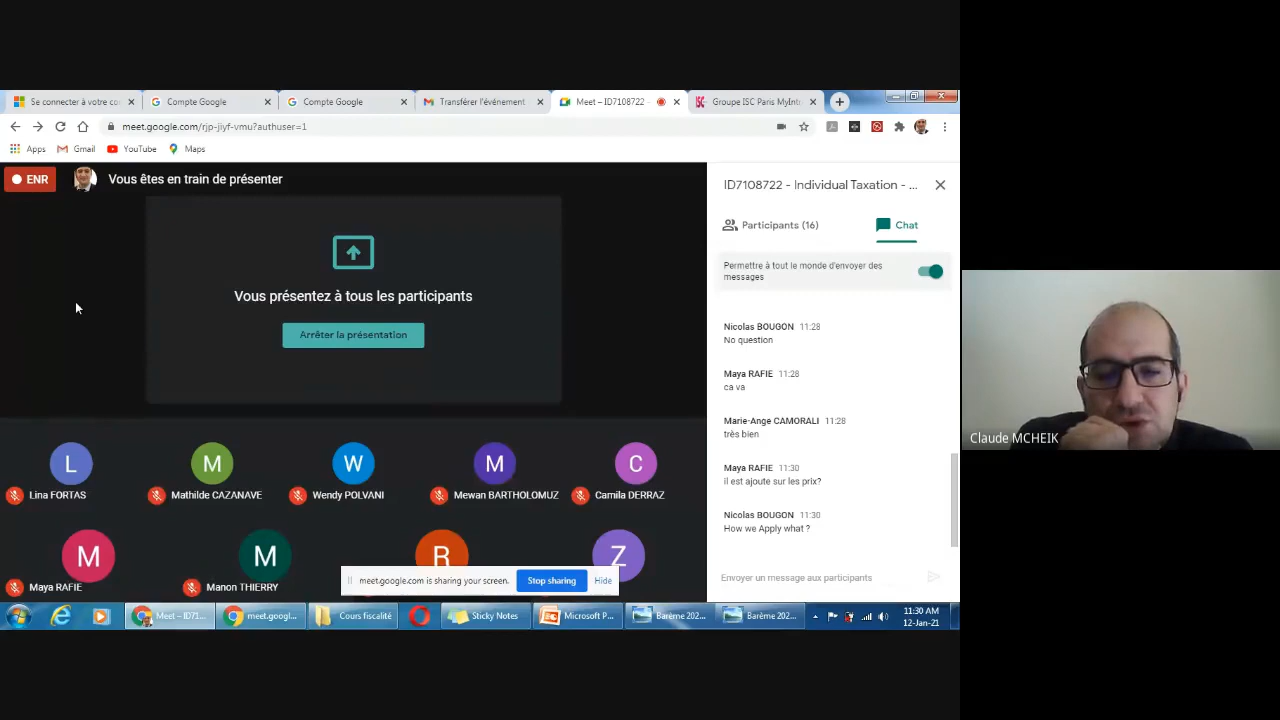 Se connecter à votre co
Compte Google
Compte Google
Transférer l'événement
Meet – ID7108722
Groupe ISC Paris MyInte
meet.google.com/rjp-jiyf-vmu?authuser=1
Apps
Gmail
YouTube
Maps
ENR
Vous êtes en train de présenter
Vous présentez à tous les participants
Arrêter la présentation
L
Lina FORTAS
M
Mathilde CAZANAVE
W
Wendy POLVANI
M
Mewan BARTHOLOMUZ
C
Camila DERRAZ
M
Maya RAFIE
M
Manon THIERRY
R
Z
meet.google.com is sharing your screen.
Stop sharing
Hide
ID7108722 - Individual Taxation - ...
Participants (16)
Chat
Permettre à tout le monde d'envoyer des
messages
Nicolas BOUGON 11:28
No question
Maya RAFIE 11:28
ca va
Marie-Ange CAMORALI 11:28
très bien
Maya RAFIE 11:30
il est ajoute sur les prix?
Nicolas BOUGON 11:30
How we Apply what ?
Envoyer un message aux participants
Claude MCHEIK
Meet – ID71...
meet.googl...
Cours fiscalité
Sticky Notes
Microsoft P...
Barème 202...
Barème 202...
11:30 AM
12-Jan-21